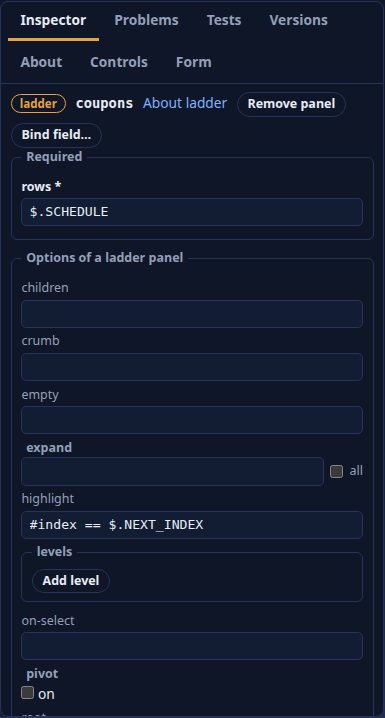 Inspector Problems Tests Versions
About Controls Form
ladder coupons About ladder Remove panel
Bind field...
Required
rows *
$.SCHEDULE
Options of a ladder panel
children
crumb
empty
expand
all
highlight
#index == $.NEXT_INDEX
levels
Add level
on-select
pivot
on